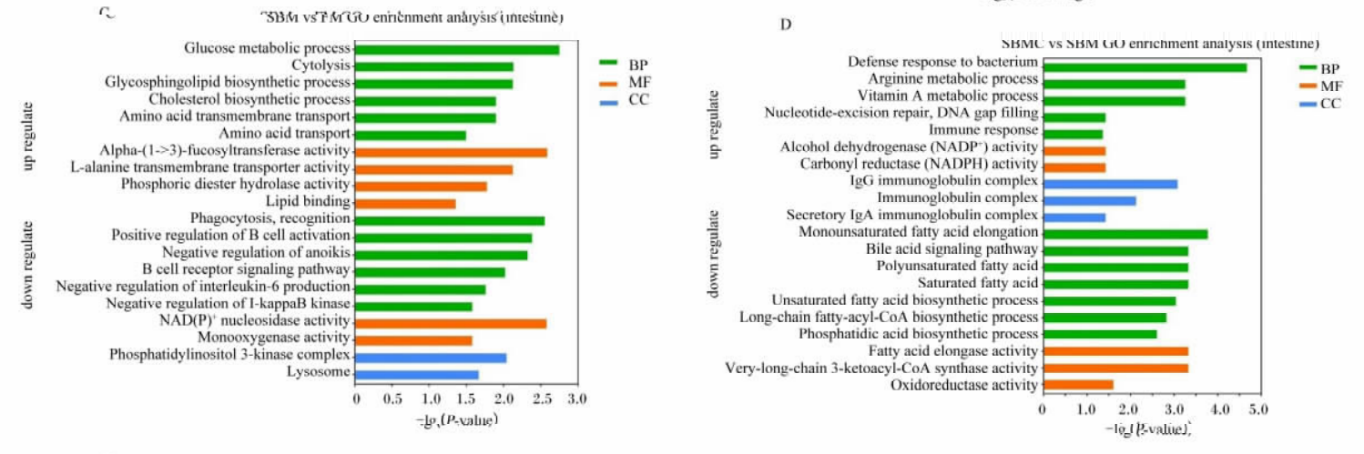 SBM vs FM GO enrichment analysis (intestine)
Glucose metabolic process
Cytolysis
Glycosphingolipid biosynthetic process
Cholesterol biosynthetic process
Amino acid transmembrane transport
Amino acid transport
Alpha-(1->3)-fucosyltransferase activity
L-alanine transmembrane transporter activity
Phosphoric diester hydrolase activity
Lipid binding
Phagocytosis, recognition
Positive regulation of B cell activation
Negative regulation of anoikis
B cell receptor signaling pathway
Negative regulation of interleukin-6 production
Negative regulation of I-kappaB kinase
NAD(P)⁺ nucleosidase activity
Monooxygenase activity
Phosphatidylinositol 3-kinase complex
Lysosome
up regulate
down regulate
BP
MF
CC
0 0.5 1.0 1.5 2.0 2.5 3.0
(P-value)
D
SBMC vs SBM GO enrichment analysis (intestine)
Defense response to bacterium
Arginine metabolic process
Vitamin A metabolic process
Nucleotide-excision repair, DNA gap filling
Immune response
Alcohol dehydrogenase (NADP⁺) activity
Carbonyl reductase (NADPH) activity
IgG immunoglobulin complex
Immunoglobulin complex
Secretory IgA immunoglobulin complex
Monounsaturated fatty acid elongation
Bile acid signaling pathway
Polyunsaturated fatty acid
Saturated fatty acid
Unsaturated fatty acid biosynthetic process
Long-chain fatty-acyl-CoA biosynthetic process
Phosphatidic acid biosynthetic process
Fatty acid elongase activity
Very-long-chain 3-ketoacyl-CoA synthase activity
Oxidoreductase activity
up regulate
down regulate
BP
MF
CC
0 1.0 2.0 3.0 4.0 5.0
(P-value)